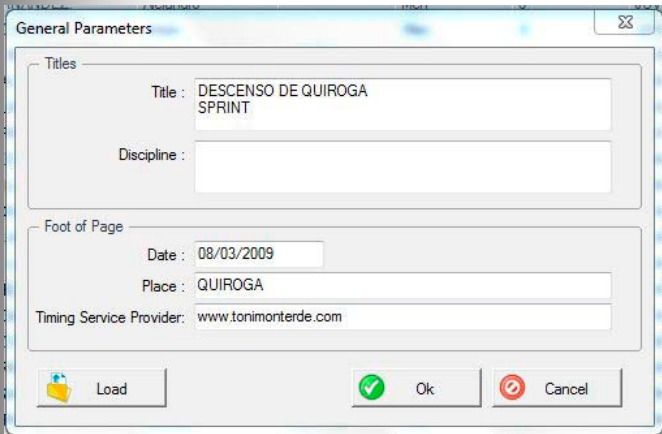 General Parameters
Titles
Title : DESCENSO DE QUIROGA
SPRINT
Discipline :
Foot of Page
Date : 08/03/2009
Place : QUIROGA
Timing Service Provider: www.tonimonterde.com
Load Ok Cancel